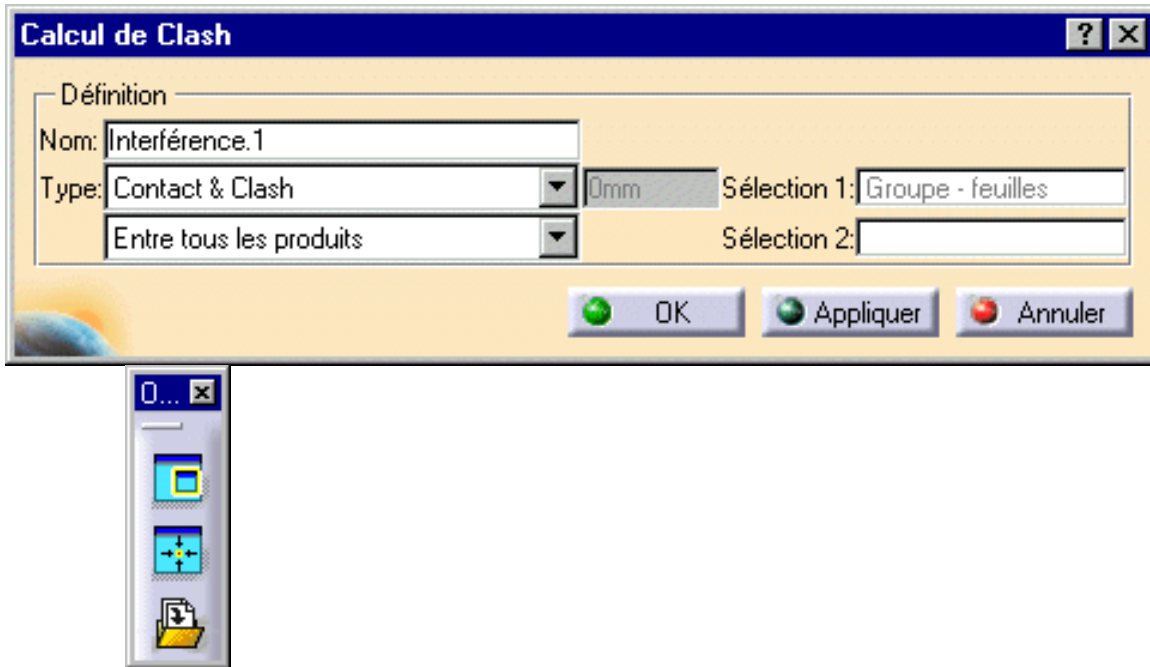 Calcul de Clash
Définition
Nom: Interférence.1
Type: Contact & Clash 0mm Sélection 1: Groupe - feuilles
Entre tous les produits Sélection 2:
OK Appliquer Annuler
O...